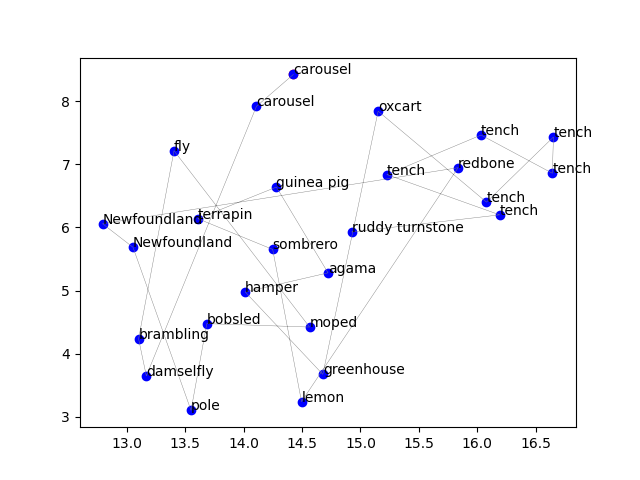 carousel
carousel
oxcart
fly
tench
tench
tench
redbone
tench
guinea pig
tench
tench
Newfoundland
terrapin
ruddy turnstone
Newfoundland
sombrero
agama
hamper
bobsled
moped
brambling
greenhouse
damselfly
lemon
pole
8
7
6
5
4
3
13.0 13.5 14.0 14.5 15.0 15.5 16.0 16.5